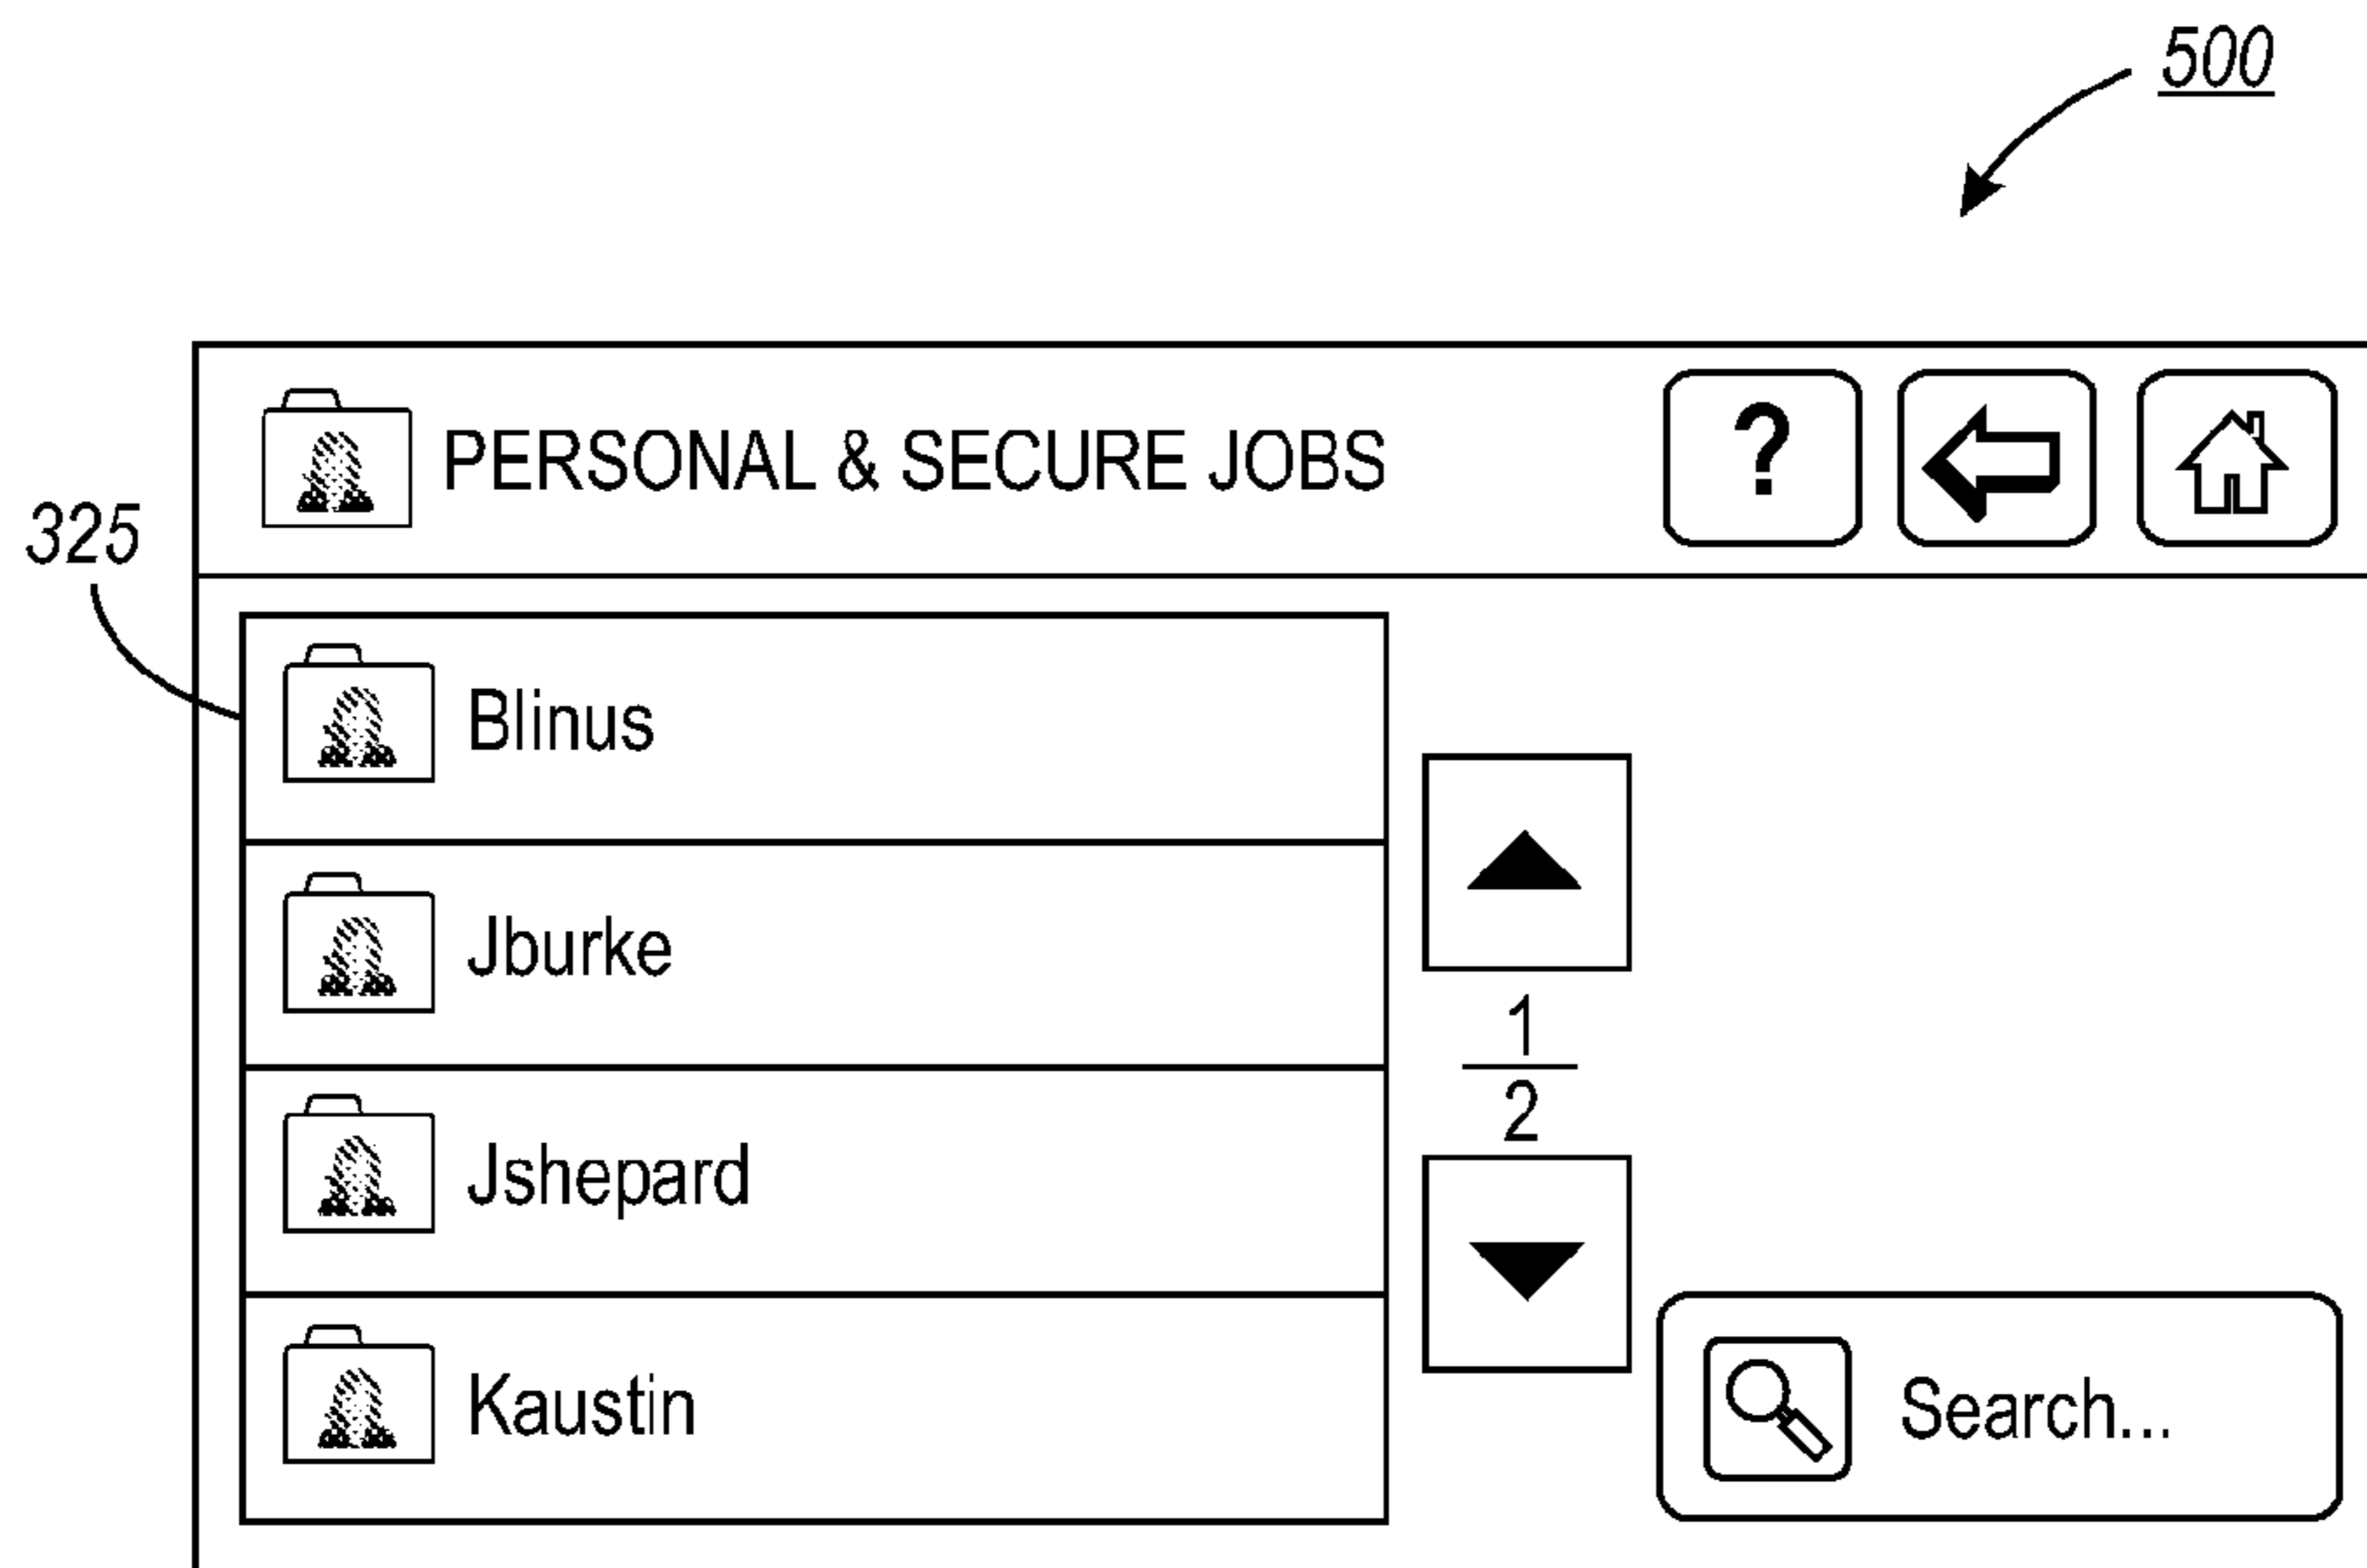 500
PERSONAL & SECURE JOBS
?
325
Blinus
Jburke
1
2
Jshepard
Kaustin
Search...